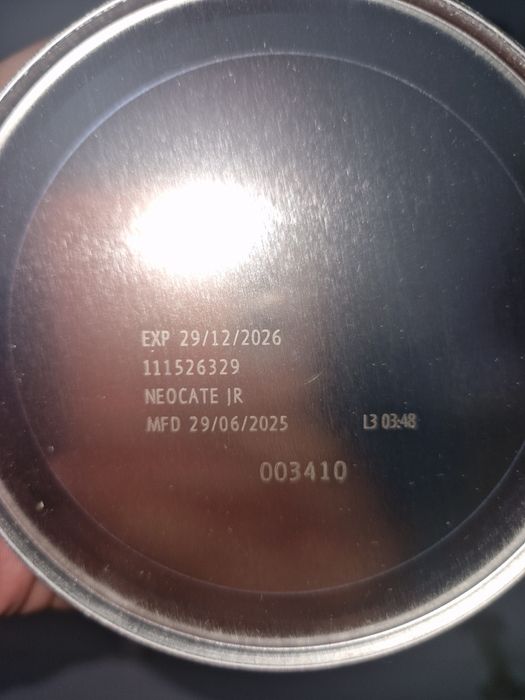 EXP 29/12/2026
111526329
NEOCATE JR
MFD 29/06/2025 L3 03:48
003410